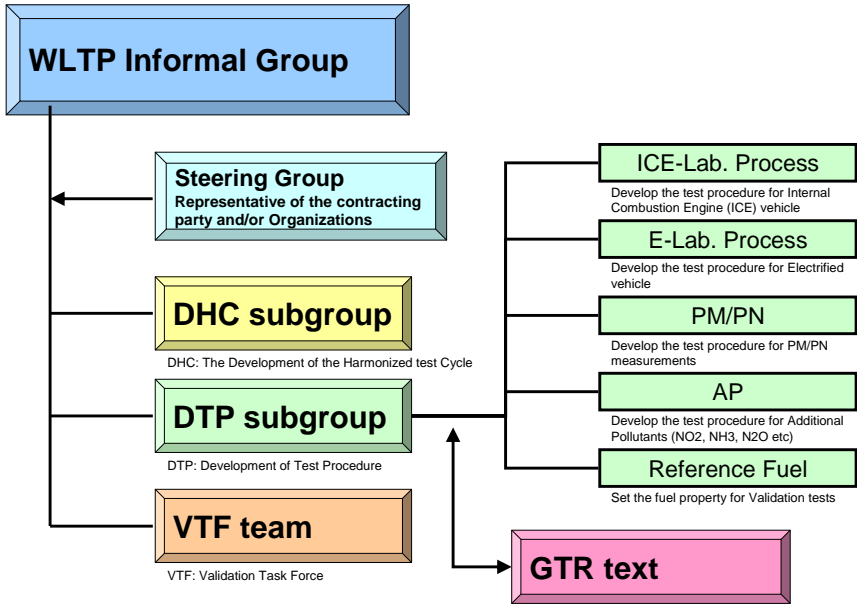 WLTP Informal Group
Steering Group
Representative of the contracting
party and/or Organizations
DHC subgroup
DHC: The Development of the Harmonized test Cycle
DTP subgroup
DTP: Development of Test Procedure
VTF team
VTF: Validation Task Force
ICE-Lab. Process
Develop the test procedure for Internal
Combustion Engine (ICE) vehicle
E-Lab. Process
Develop the test procedure for Electrified
vehicle
PM/PN
Develop the test procedure for PM/PN
measurements
AP
Develop the test procedure for Additional
Pollutants (NO2, NH3, N2O etc)
Reference Fuel
Set the fuel property for Validation tests
GTR text